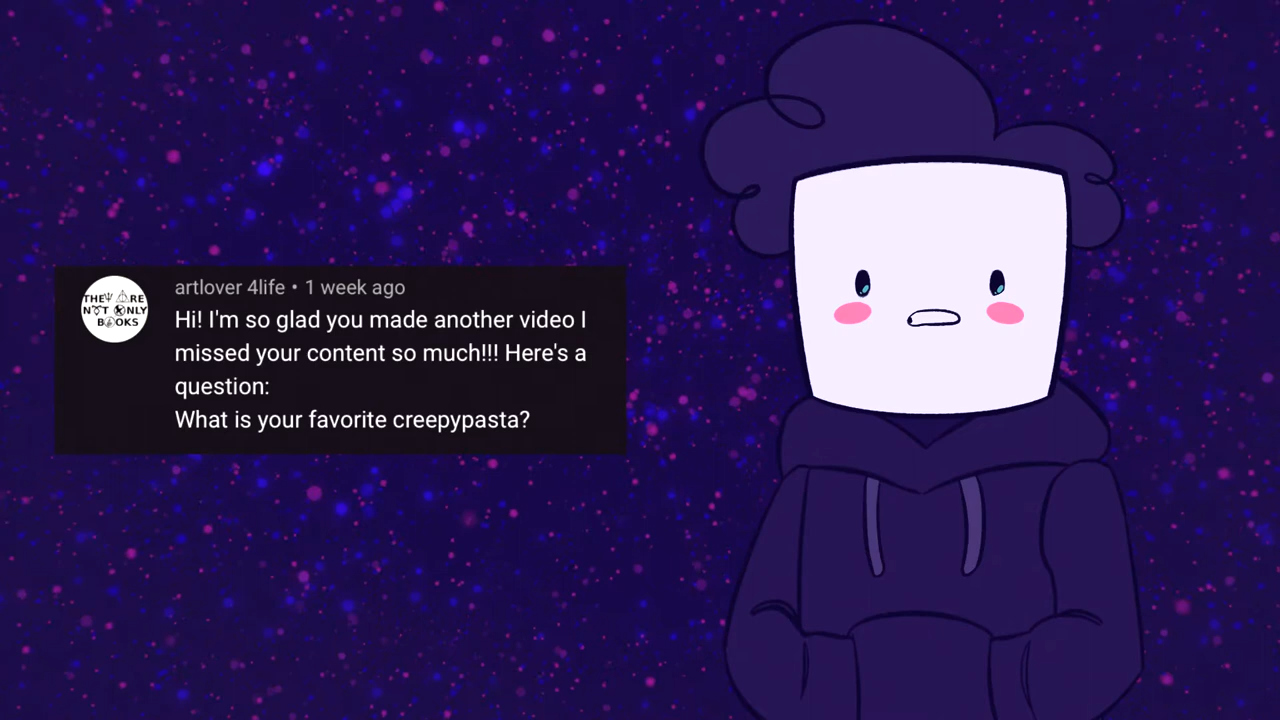 THEY ARE
NOT ONLY
BOOKS
artlover 4life • 1 week ago
Hi! I'm so glad you made another video I
missed your content so much!!! Here's a
question:
What is your favorite creepypasta?